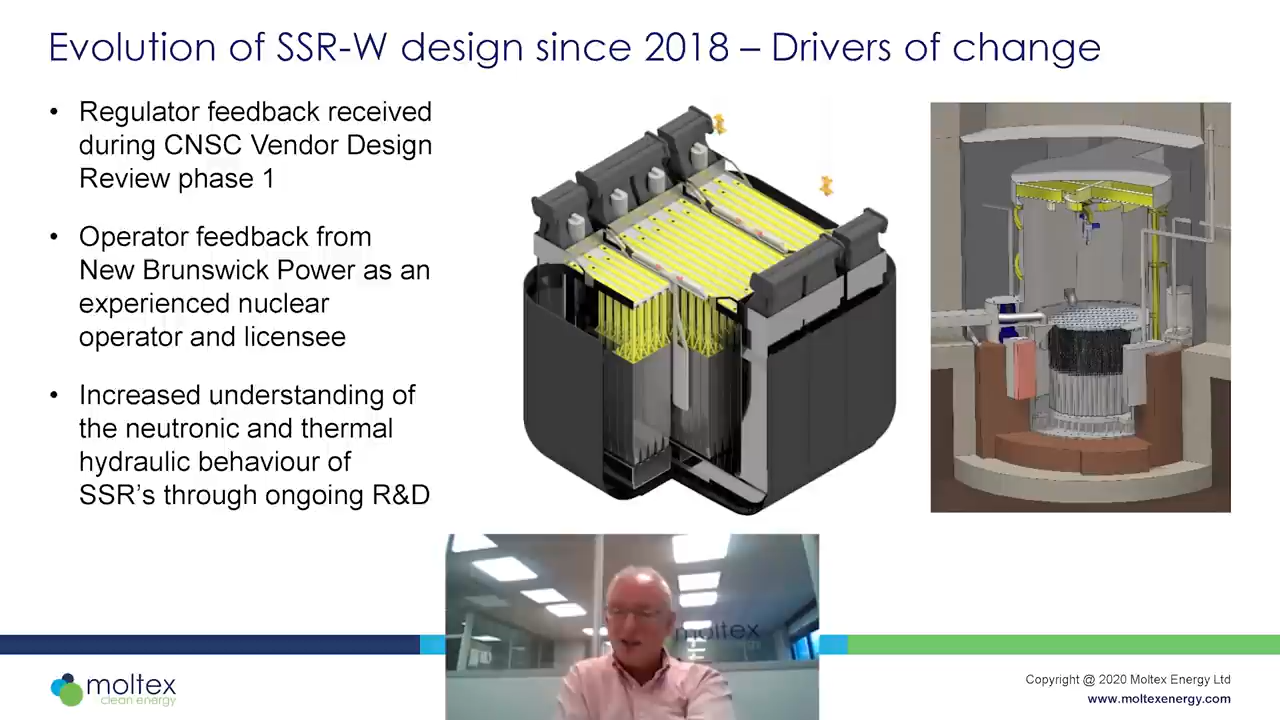 Evolution of SSR-W design since 2018 – Drivers of change
• Regulator feedback received
during CNSC Vendor Design
Review phase 1
• Operator feedback from
New Brunswick Power as an
experienced nuclear
operator and licensee
• Increased understanding of
the neutronic and thermal
hydraulic behaviour of
SSR's through ongoing R&D
moltex
energy
moltex
clean energy
Copyright @ 2020 Moltex Energy Ltd
www.moltexenergy.com